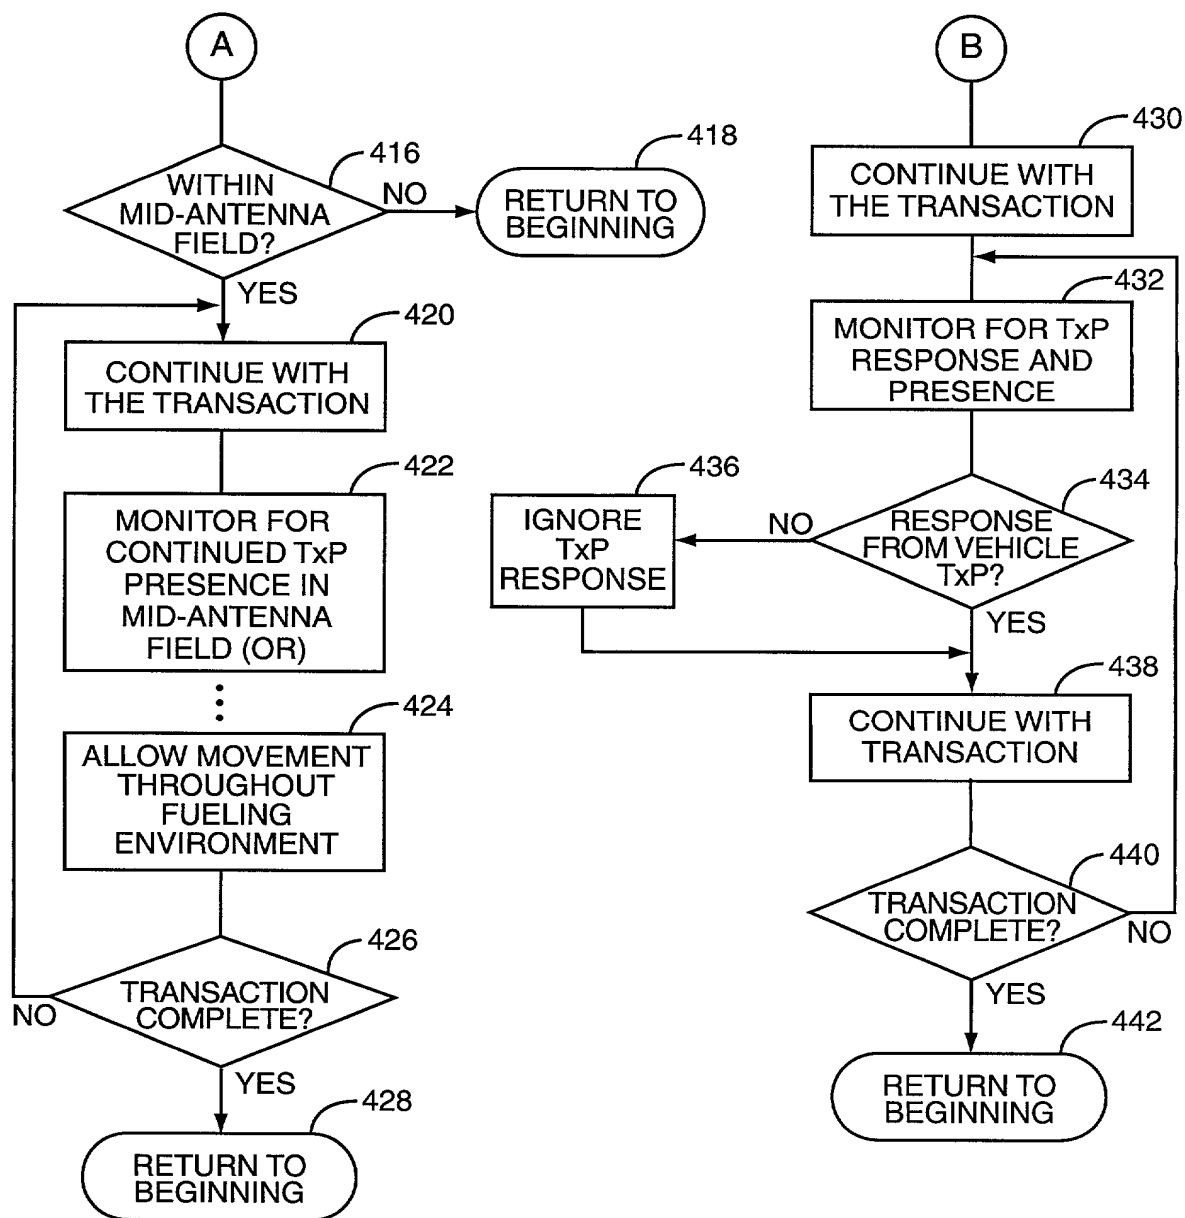 A
416
WITHIN
MID-ANTENNA
FIELD?
NO
418
RETURN TO
BEGINNING
YES
420
CONTINUE WITH
THE TRANSACTION
422
MONITOR FOR
CONTINUED TxP
PRESENCE IN
MID-ANTENNA
FIELD (OR)
424
ALLOW MOVEMENT
THROUGHOUT
FUELING
ENVIRONMENT
426
TRANSACTION
COMPLETE?
NO
YES
428
RETURN TO
BEGINNING
B
430
CONTINUE WITH
THE TRANSACTION
432
MONITOR FOR TxP
RESPONSE AND
PRESENCE
434
RESPONSE
FROM VEHICLE
TxP?
NO
436
IGNORE
TxP
RESPONSE
YES
438
CONTINUE WITH
TRANSACTION
440
TRANSACTION
COMPLETE?
NO
YES
442
RETURN TO
BEGINNING